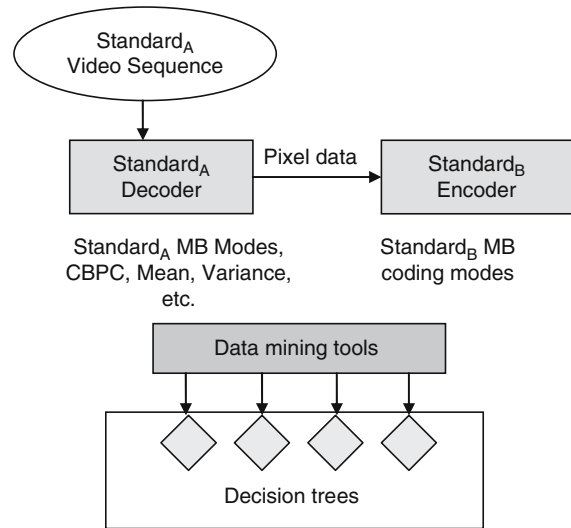 Standard_A
Video Sequence
Standard_A
Decoder
Pixel data
Standard_B
Encoder
Standard_A MB Modes,
CBPC, Mean, Variance,
etc.
Standard_B MB
coding modes
Data mining tools
Decision trees